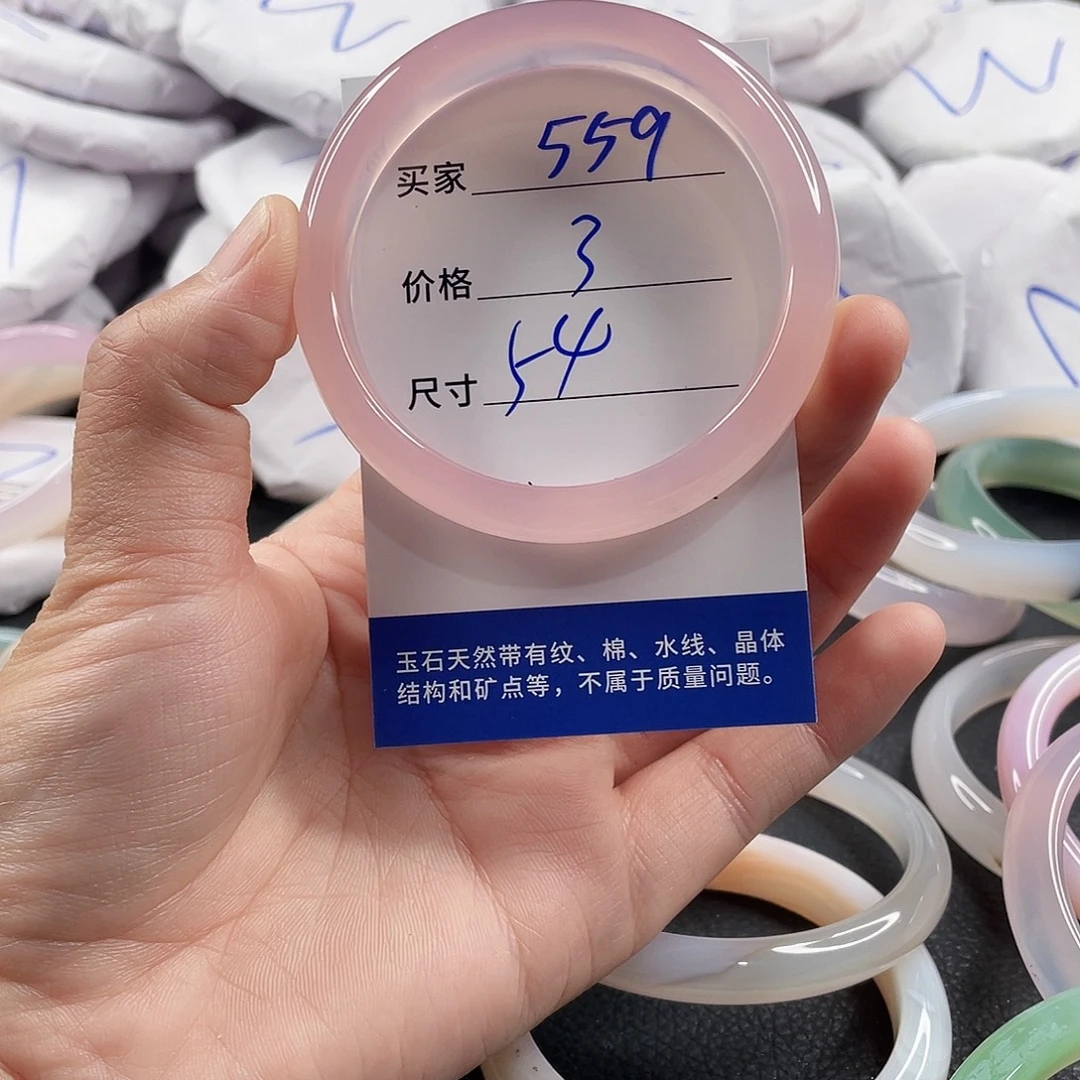 买家 559
价格 3
尺寸 54
玉石天然带有纹、棉、水线、晶体
结构和矿点等，不属于质量问题。